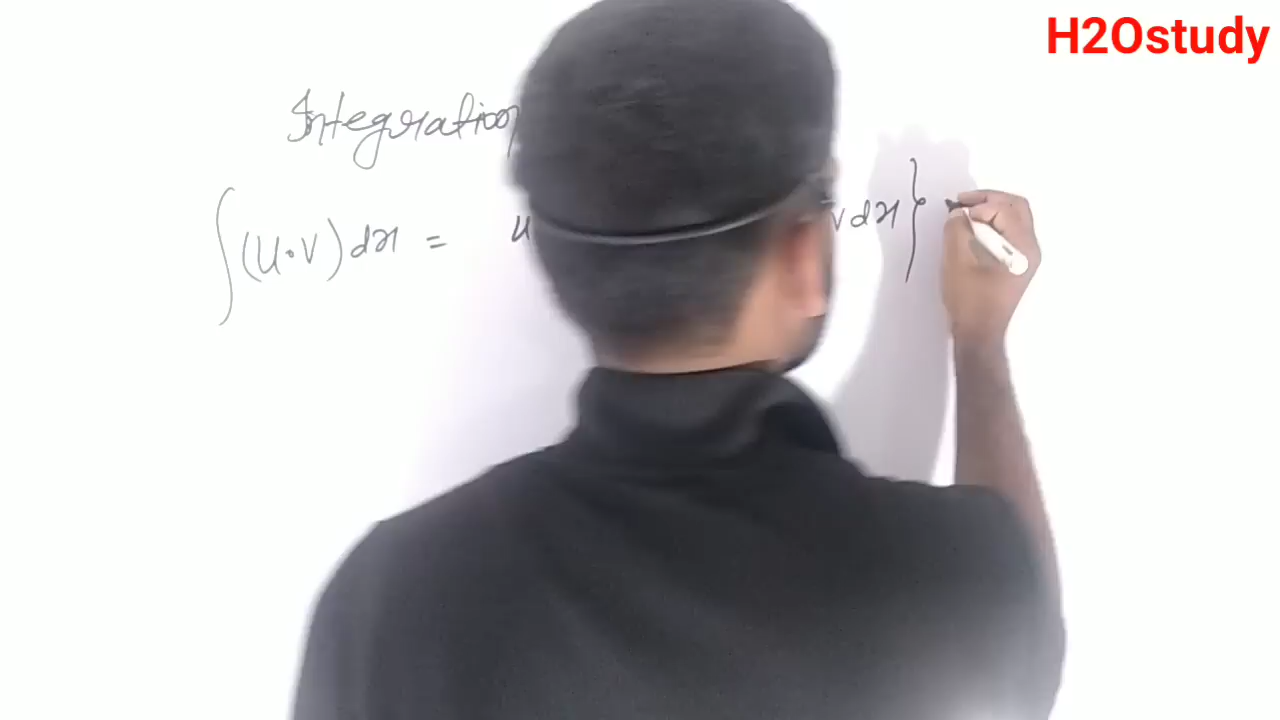 H2Ostudy
Integration
∫(u.v)dx = u v dx}